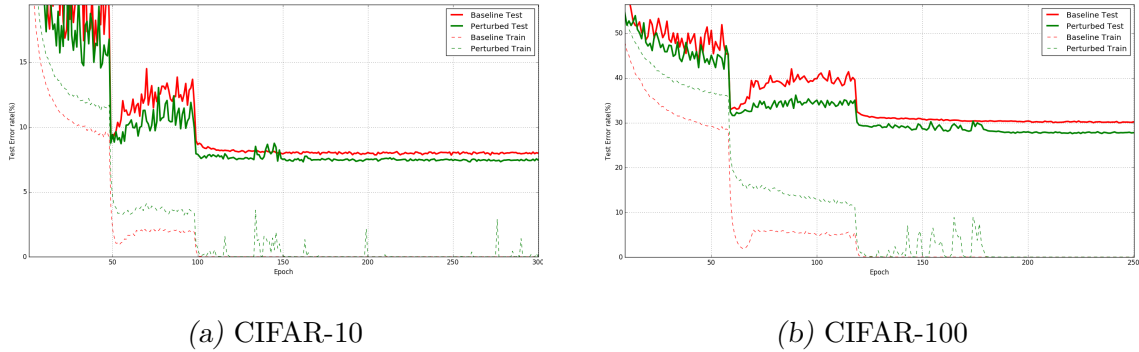 Baseline Test
Perturbed Test
Baseline Train
Perturbed Train
Test Error rate(%)
15
10
5
0
50
100
150
200
250
300
Epoch
(a) CIFAR-10
Baseline Test
Perturbed Test
Baseline Train
Perturbed Train
Test Error rate(%)
50
40
30
20
10
0
50
100
150
200
250
Epoch
(b) CIFAR-100